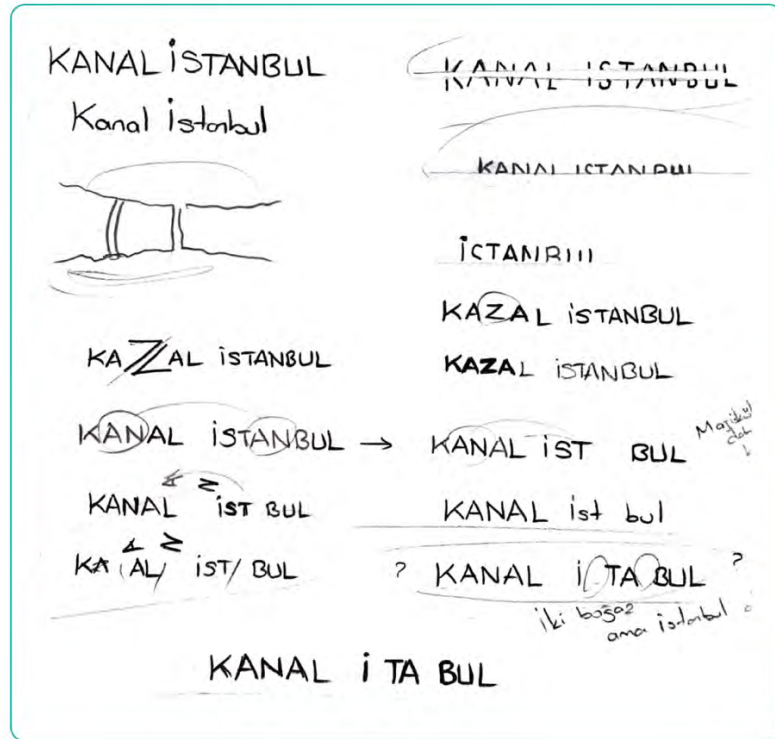 KANAL İSTANBUL
Kanal İstanbul
KAZAL İSTANBUL
KANAL İSTANBUL →
KANAL İST BUL
KA AL/ İST/ BUL
KANAL ISTANBUL
KANAL ISTANBUL
İSTANBUL
KAZAL İSTANBUL
KAZAL İSTANBUL
KANAL İST BUL
KANAL ist bul
? KANAL İ TA BUL ?
iki boğaz
ama istanbul
KANAL İ TA BUL